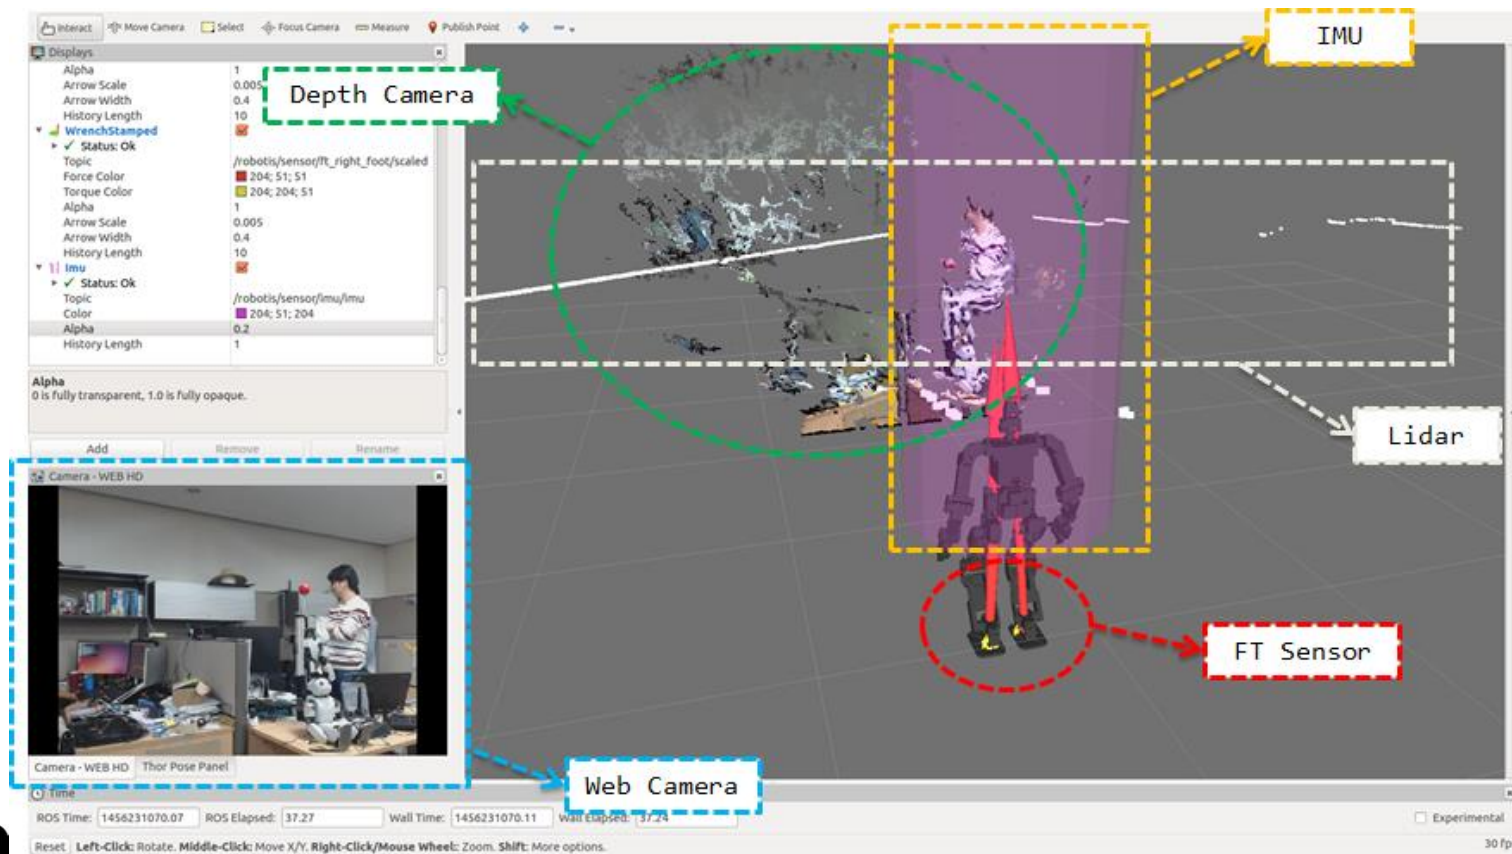 Interact Move Camera Select Focus Camera Measure Publish Point
IMU
Displays
Alpha 1
Arrow Scale 0.005
Arrow Width 0.4
History Length 10
Depth Camera
WrenchStamped
Status: Ok
Topic /robotis/sensor/ft_right_foot/scaled
Force Color 204; 51; 51
Torque Color 204; 204; 51
Alpha 1
Arrow Scale 0.005
Arrow Width 0.4
History Length 10
Imu
Status: Ok
Topic /robotis/sensor/imu/imu
Color 204; 51; 204
Alpha 0.2
History Length 1
Alpha
0 is fully transparent, 1.0 is fully opaque.
Add Remove Rename
Lidar
Camera - WEB HD
FT Sensor
Camera - WEB HD Thor Pose Panel
Web Camera
Time
ROS Time: 1456231070.07 ROS Elapsed: 37.27 Wall Time: 1456231070.11 Wall Elapsed: 37.24 Experimental
Reset Left-Click: Rotate. Middle-Click: Move X/Y. Right-Click/Mouse Wheel: Zoom. Shift: More options. 30 fp